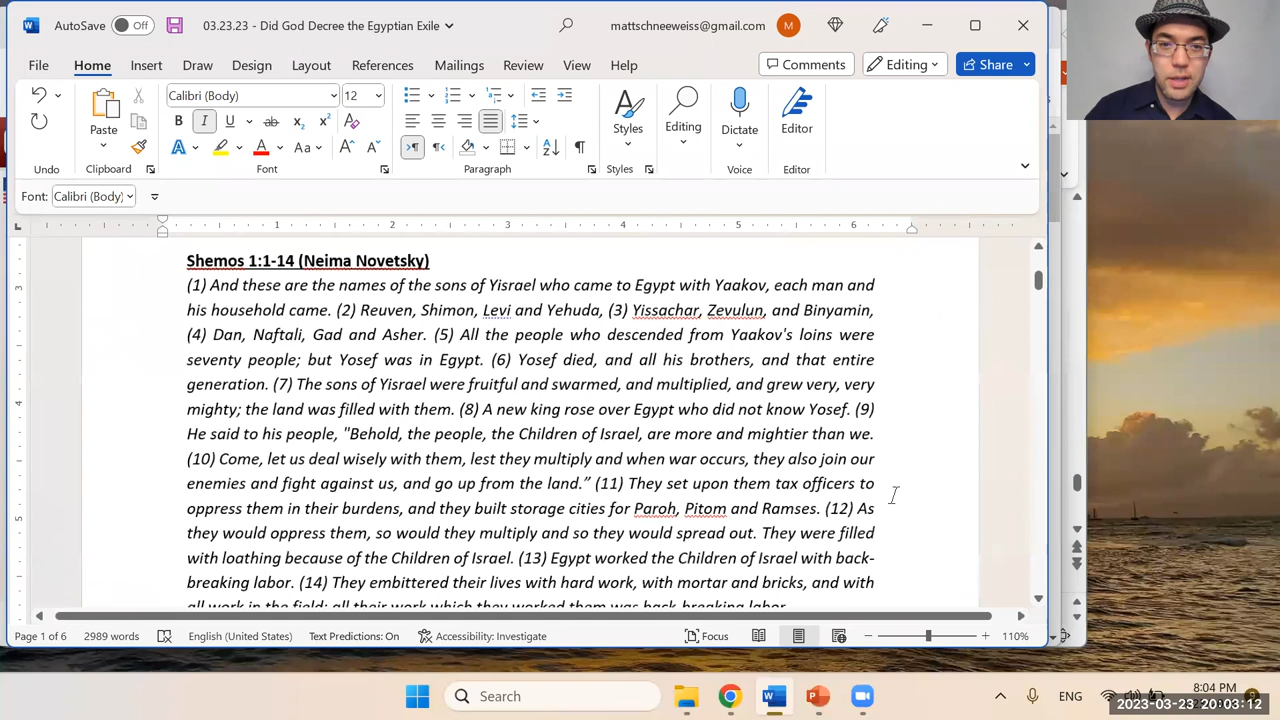 AutoSave Off 03.23.23 - Did God Decree the Egyptian Exile mattschneeweiss@gmail.com M
File Home Insert Draw Design Layout References Mailings Review View Help Comments Editing Share
Calibri (Body) 12
Paste Styles Editing Dictate Editor
B I U ab x₂ x² A
A A Aa A A
Undo Clipboard Font Paragraph Styles Voice Editor
Font: Calibri (Body)
1 2 3 4 5 6
3
4
5
Shemos 1:1-14 (Neima Novetsky)
(1) And these are the names of the sons of Yisrael who came to Egypt with Yaakov, each man and
his household came. (2) Reuven, Shimon, Levi and Yehuda, (3) Yissachar, Zevulun, and Binyamin,
(4) Dan, Naftali, Gad and Asher. (5) All the people who descended from Yaakov's loins were
seventy people; but Yosef was in Egypt. (6) Yosef died, and all his brothers, and that entire
generation. (7) The sons of Yisrael were fruitful and swarmed, and multiplied, and grew very, very
mighty; the land was filled with them. (8) A new king rose over Egypt who did not know Yosef. (9)
He said to his people, "Behold, the people, the Children of Israel, are more and mightier than we.
(10) Come, let us deal wisely with them, lest they multiply and when war occurs, they also join our
enemies and fight against us, and go up from the land.” (11) They set upon them tax officers to
oppress them in their burdens, and they built storage cities for Paroh, Pitom and Ramses. (12) As
they would oppress them, so would they multiply and so they would spread out. They were filled
with loathing because of the Children of Israel. (13) Egypt worked the Children of Israel with back-
breaking labor. (14) They embittered their lives with hard work, with mortar and bricks, and with
all work in the field; all their work which they worked them was back-breaking labor.
Page 1 of 6 2989 words English (United States) Text Predictions: On Accessibility: Investigate Focus 110%
Search ENG 8:04 PM
2023-03-23 20:03:12